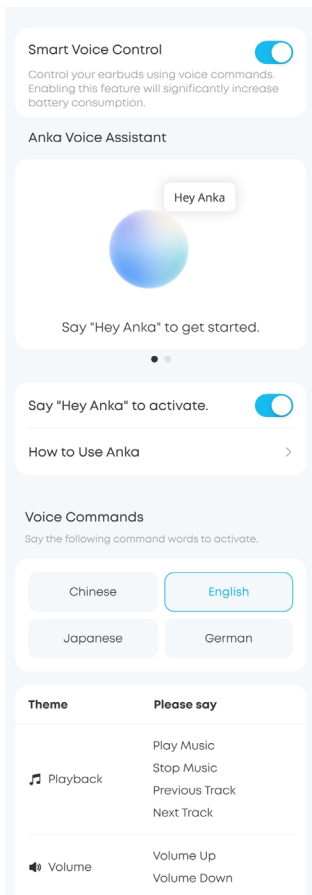 Smart Voice Control
Control your earbuds using voice commands.
Enabling this feature will significantly increase
battery consumption.
Anka Voice Assistant
Hey Anka
Say "Hey Anka" to get started.
Say "Hey Anka" to activate.
How to Use Anka
Voice Commands
Say the following command words to activate.
Chinese
English
Japanese
German
Theme
Please say
Playback
Play Music
Stop Music
Previous Track
Next Track
Volume
Volume Up
Volume Down